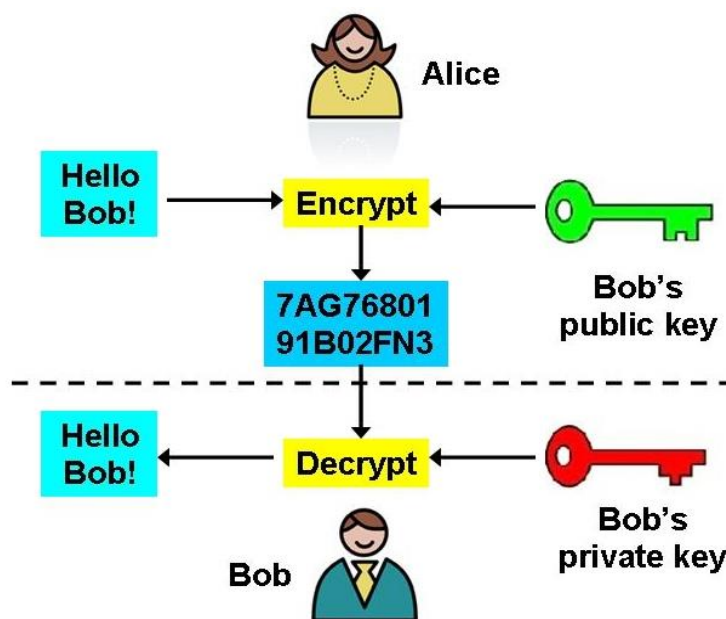 Alice
Hello
Bob!
Encrypt
7AG76801
91B02FN3
Bob's
public key
Hello
Bob!
Decrypt
Bob's
private key
Bob